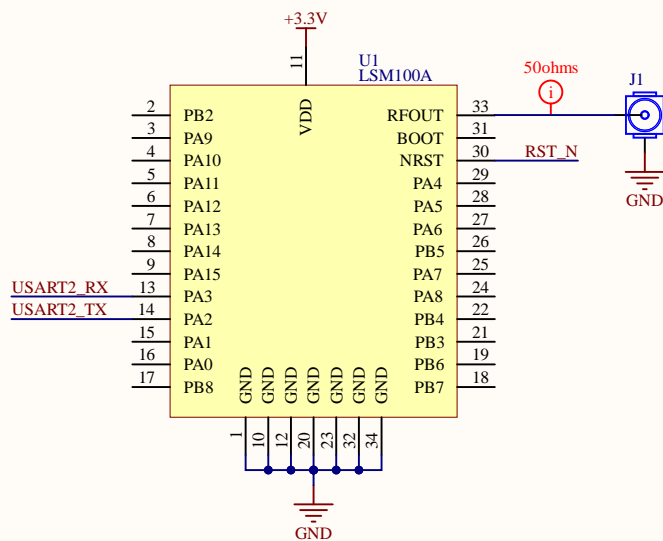 +3.3V
U1
LSM100A
11
VDD
50ohms
i
J1
GND
2 PB2
3 PA9
4 PA10
5 PA11
6 PA12
7 PA13
8 PA14
9 PA15
USART2_RX 13 PA3
USART2_TX 14 PA2
15 PA1
16 PA0
17 PB8
RFOUT 33
BOOT 31
NRST 30 RST_N
PA4 29
PA5 28
PA6 27
PB5 26
PA7 25
PA8 24
PB4 22
PB3 21
PB6 19
PB7 18
GND GND GND GND GND GND GND
1 10 12 20 23 32 34
GND